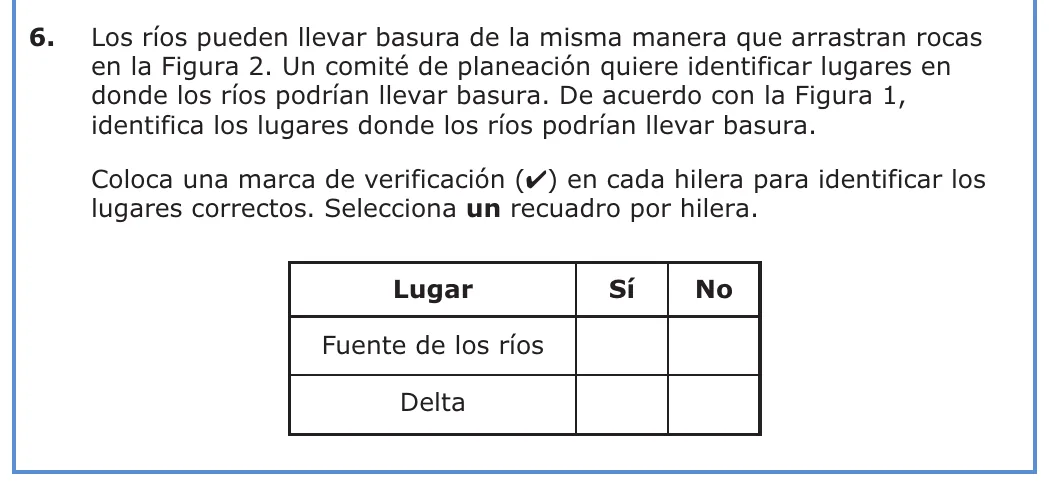 6. Los ríos pueden llevar basura de la misma manera que arrastran rocas
en la Figura 2. Un comité de planeación quiere identificar lugares en
donde los ríos podrían llevar basura. De acuerdo con la Figura 1,
identifica los lugares donde los ríos podrían llevar basura.
Coloca una marca de verificación (✔) en cada hilera para identificar los
lugares correctos. Selecciona un recuadro por hilera.
Lugar Sí No
Fuente de los ríos
Delta